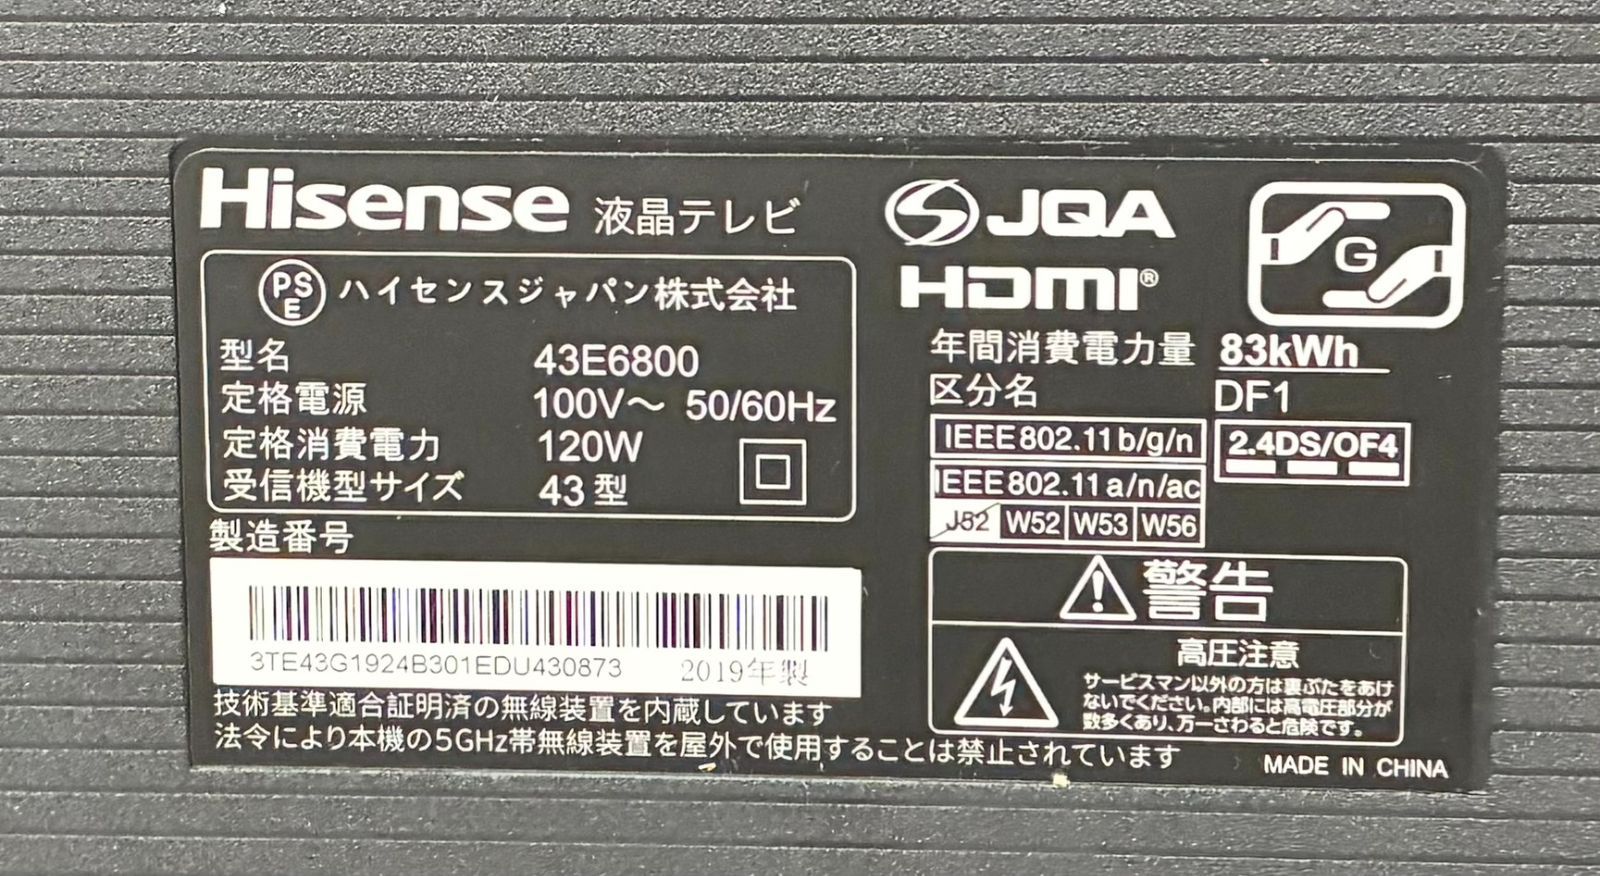 Hisense 液晶テレビ
PSE ハイセンスジャパン株式会社
型名 43E6800
定格電源 100V～ 50/60Hz
定格消費電力 120W
受信機型サイズ 43型
製造番号
3TE43G1924B301EDU430873 2019年製
技術基準適合証明済の無線装置を内蔵しています
法令により本機の5GHz帯無線装置を屋外で使用することは禁止されています
S JQA
HDMI®
G
年間消費電力量 83kWh
区分名 DF1
IEEE802.11b/g/n 2.4DS/OF4
IEEE802.11a/n/ac
J52 W52 W53 W56
警告
高圧注意
サービスマン以外の方は裏ぶたをあけ
ないでください。内部には高電圧部分が
数多くあり、万一さわると危険です。
MADE IN CHINA